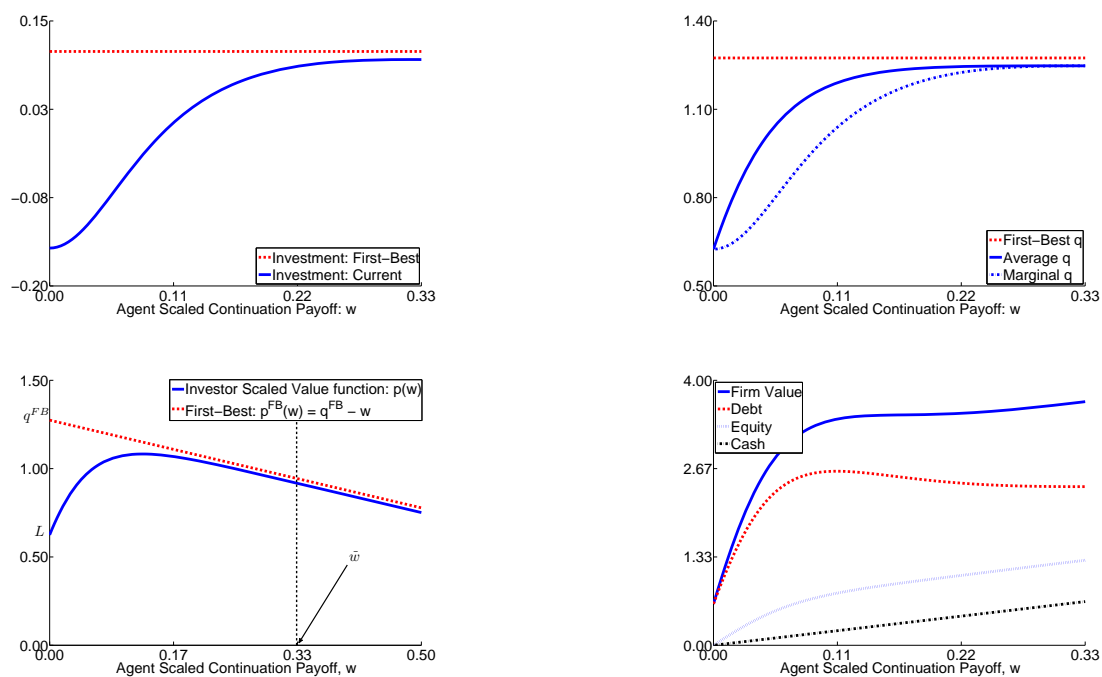 0.15
0.03
−0.08
−0.20
0.00
0.11
0.22
0.33
Investment: First−Best
Investment: Current
Agent Scaled Continuation Payoff: w
1.40
1.10
0.80
0.50
0.00
0.11
0.22
0.33
First−Best q
Average q
Marginal q
Agent Scaled Continuation Payoff: w
1.50
q^{FB}
1.00
L
0.50
0.00
0.00
0.17
0.33
0.50
Investor Scaled Value function: p(w)
First−Best: p^{FB}(w) = q^{FB} − w
w̃
Agent Scaled Continuation Payoff, w
4.00
2.67
1.33
0.00
0.00
0.11
0.22
0.33
Firm Value
Debt
Equity
Cash
Agent Scaled Continuation Payoff, w